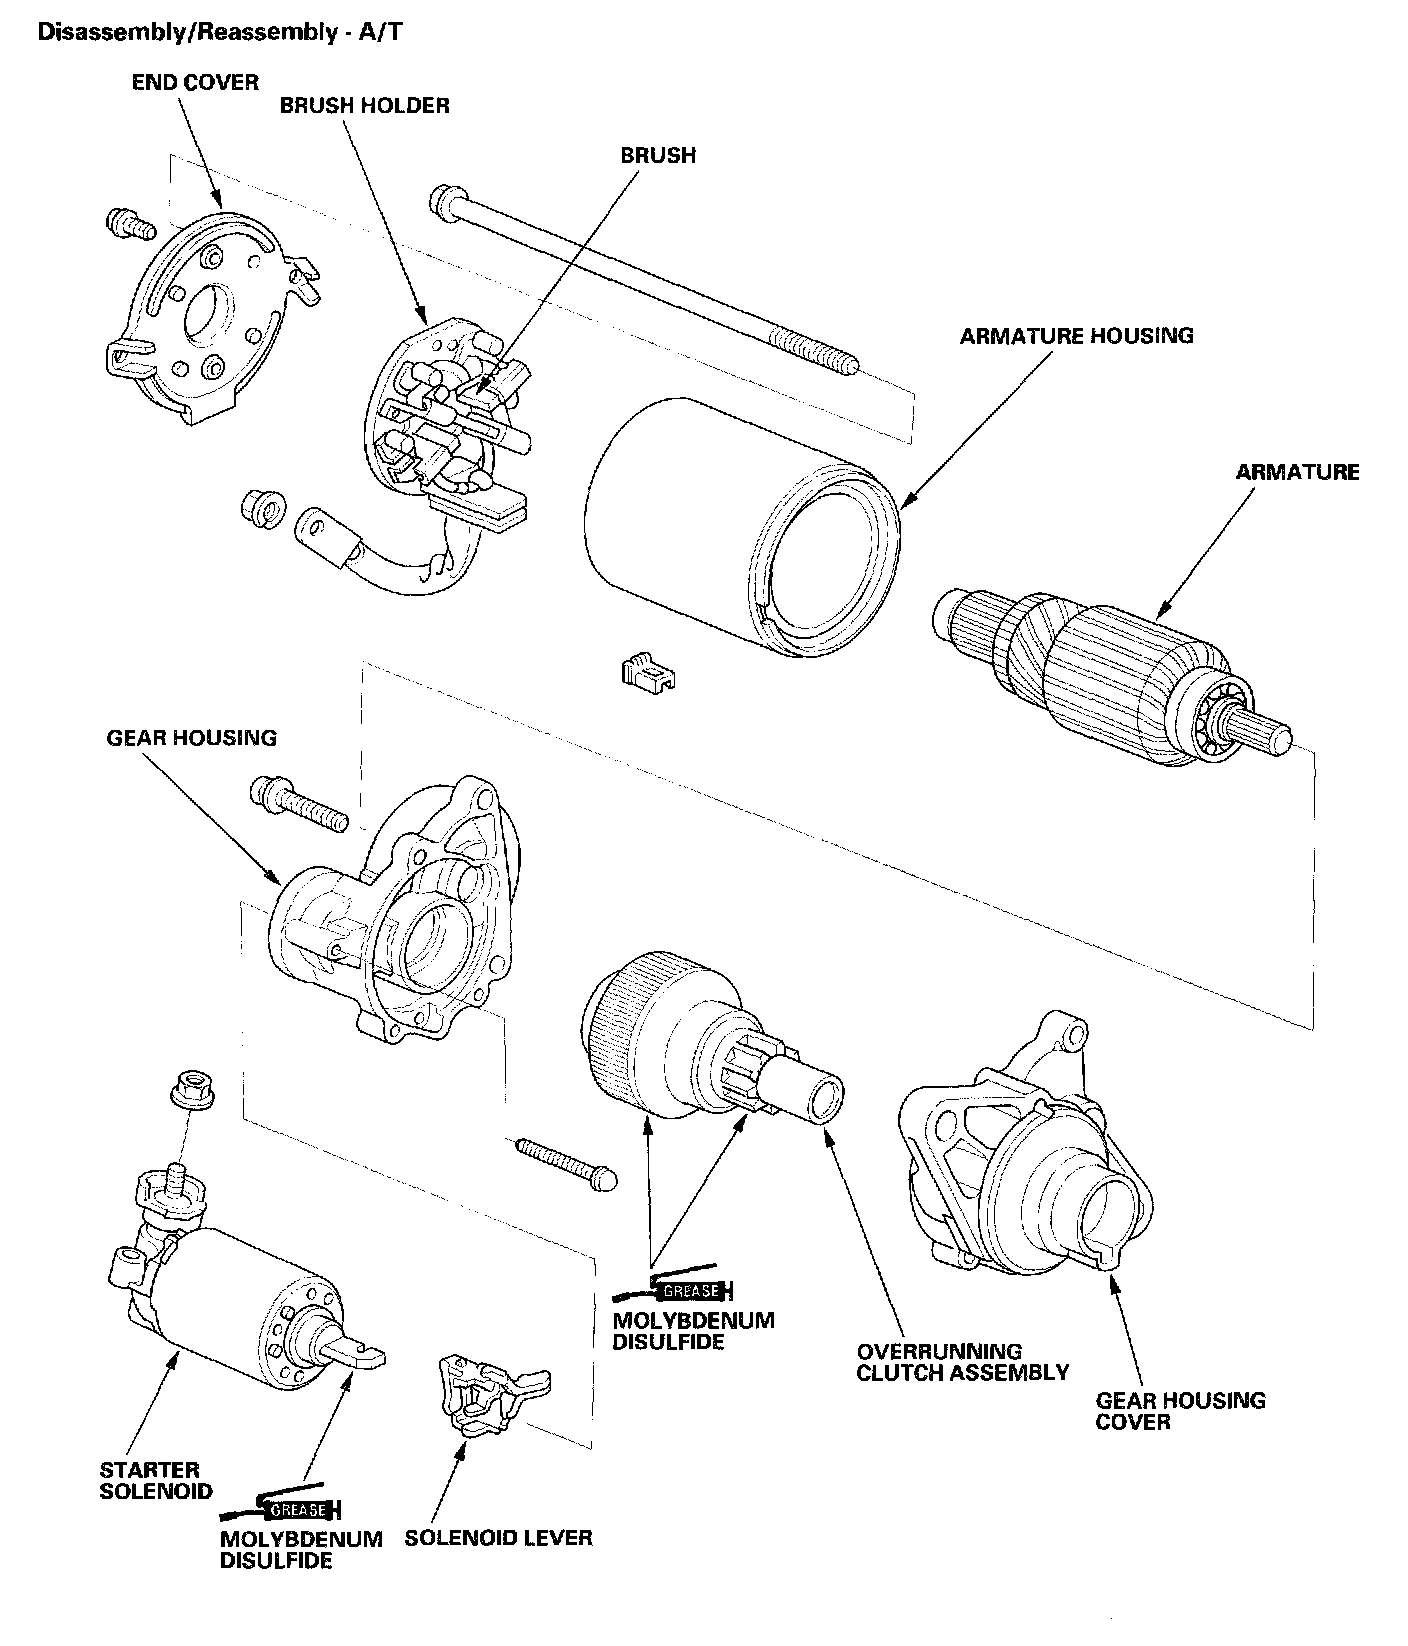 Disassembly/Reassembly - A/T
END COVER
BRUSH HOLDER
BRUSH
ARMATURE HOUSING
ARMATURE
GEAR HOUSING
GREASE
MOLYBDENUM
DISULFIDE
OVERRUNNING
CLUTCH ASSEMBLY
GEAR HOUSING
COVER
STARTER
SOLENOID
GREASE
MOLYBDENUM
DISULFIDE
SOLENOID LEVER